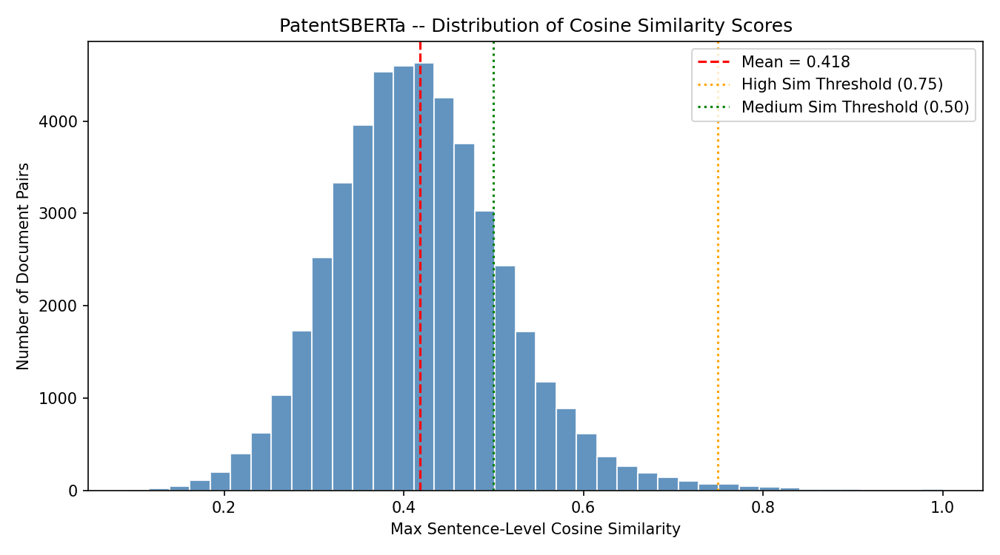 PatentSBERTa -- Distribution of Cosine Similarity Scores
Mean = 0.418
High Sim Threshold (0.75)
Medium Sim Threshold (0.50)
Number of Document Pairs
4000
3000
2000
1000
0
0.2 0.4 0.6 0.8 1.0
Max Sentence-Level Cosine Similarity